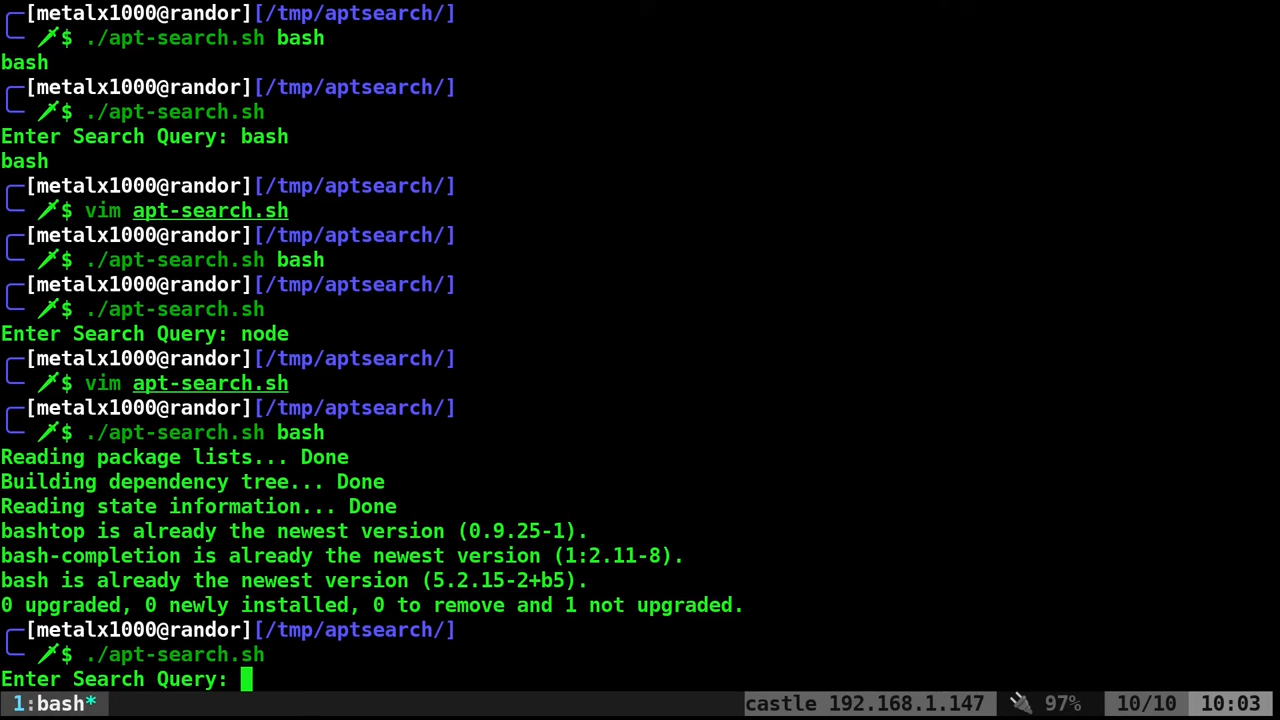 [metalx1000@randor][/tmp/aptsearch/]
$ ./apt-search.sh bash
bash
[metalx1000@randor][/tmp/aptsearch/]
$ ./apt-search.sh
Enter Search Query: bash
bash
[metalx1000@randor][/tmp/aptsearch/]
$ vim apt-search.sh
[metalx1000@randor][/tmp/aptsearch/]
$ ./apt-search.sh bash
[metalx1000@randor][/tmp/aptsearch/]
$ ./apt-search.sh
Enter Search Query: node
[metalx1000@randor][/tmp/aptsearch/]
$ vim apt-search.sh
[metalx1000@randor][/tmp/aptsearch/]
$ ./apt-search.sh bash
Reading package lists... Done
Building dependency tree... Done
Reading state information... Done
bashtop is already the newest version (0.9.25-1).
bash-completion is already the newest version (1:2.11-8).
bash is already the newest version (5.2.15-2+b5).
0 upgraded, 0 newly installed, 0 to remove and 1 not upgraded.
[metalx1000@randor][/tmp/aptsearch/]
$ ./apt-search.sh
Enter Search Query:
1:bash* castle 192.168.1.147 97% 10/10 10:03